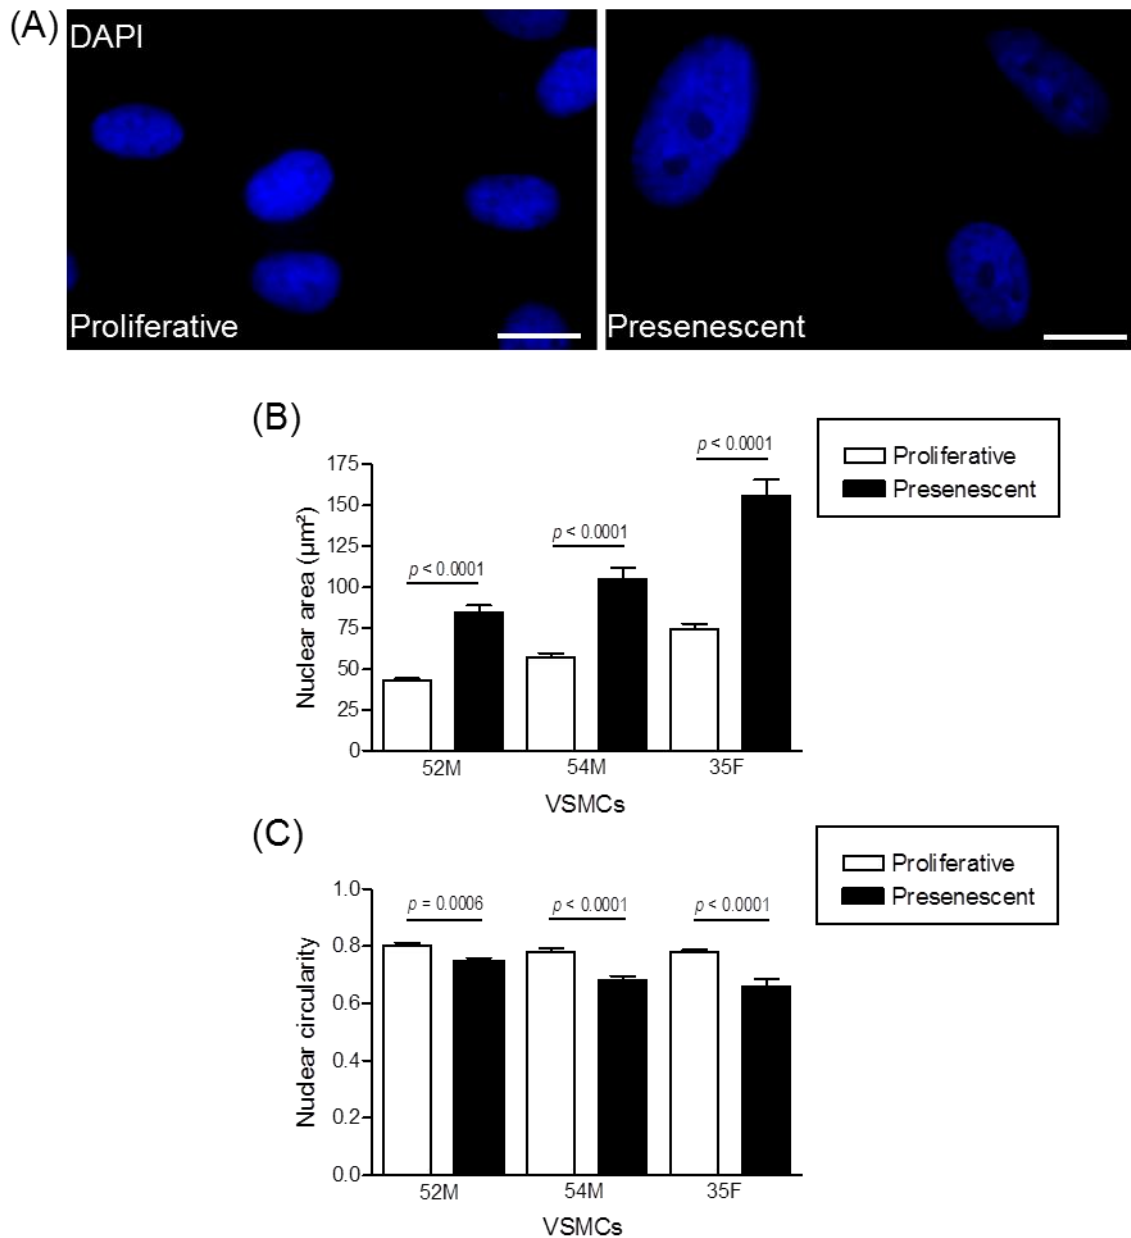 (A)
DAPI
Proliferative
Presenescent
(B)
Proliferative
Presenescent
Nuclear area (µm²)
175
150
125
100
75
50
25
0
p < 0.0001
p < 0.0001
p < 0.0001
52M
54M
35F
VSMCs
(C)
Proliferative
Presenescent
Nuclear circularity
1.0
0.8
0.6
0.4
0.2
0.0
p = 0.0006
p < 0.0001
p < 0.0001
52M
54M
35F
VSMCs